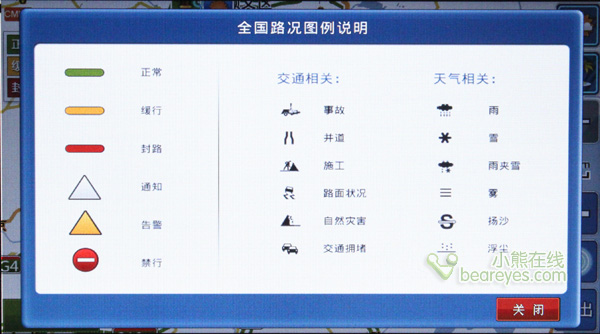 全国路况图例说明
正常
缓行
封路
通知
告警
禁行
交通相关:
事故
并道
施工
路面状况
自然灾害
交通拥堵
天气相关:
雨
雪
雨夹雪
雾
扬沙
浮尘
关闭
G4
出
小熊在线
beareyes.com